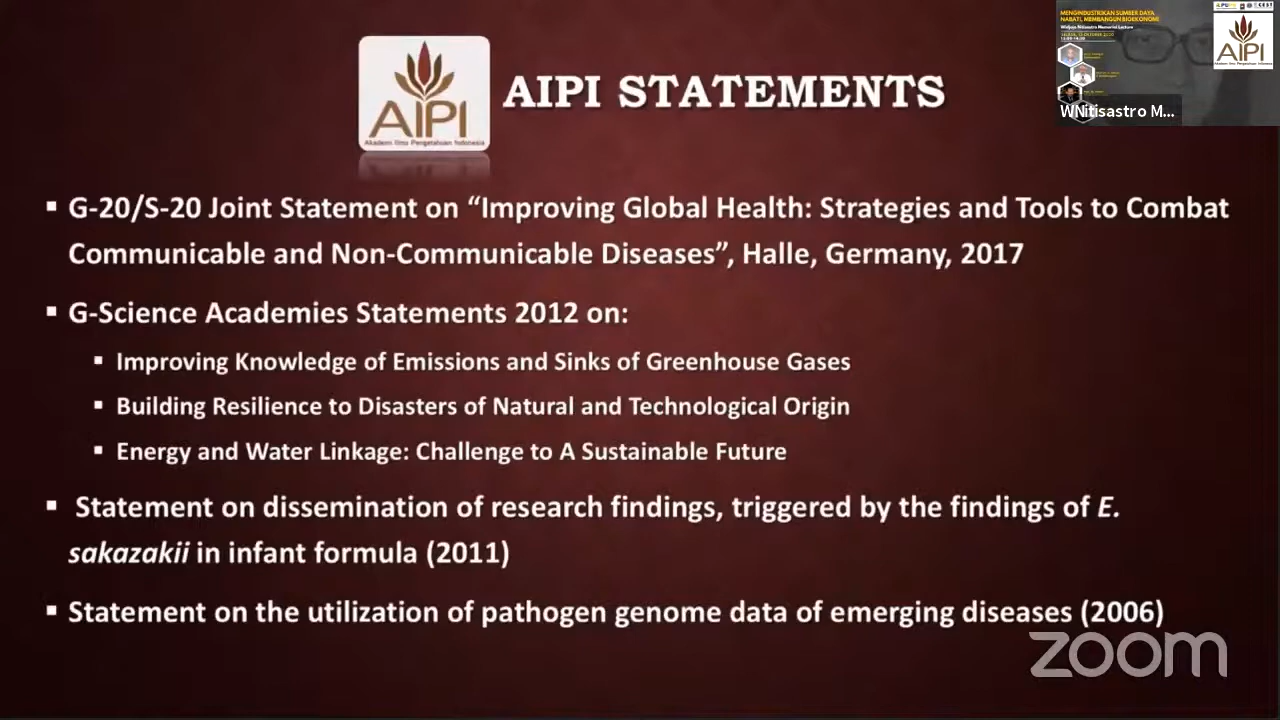 MENGINDUSTRIKAN SUMBER DAYA
NABATI, MEMBANGUN BIOEKONOMI
Widjojo Nitisastro Memorial Lecture
AIPI
WNitisastro M...
AIPI
Akademi Ilmu Pengetahuan Indonesia
AIPI STATEMENTS
▪ G-20/S-20 Joint Statement on “Improving Global Health: Strategies and Tools to Combat
Communicable and Non-Communicable Diseases”, Halle, Germany, 2017
▪ G-Science Academies Statements 2012 on:
▪ Improving Knowledge of Emissions and Sinks of Greenhouse Gases
▪ Building Resilience to Disasters of Natural and Technological Origin
▪ Energy and Water Linkage: Challenge to A Sustainable Future
▪ Statement on dissemination of research findings, triggered by the findings of E.
sakazakii in infant formula (2011)
▪ Statement on the utilization of pathogen genome data of emerging diseases (2006)
zoom